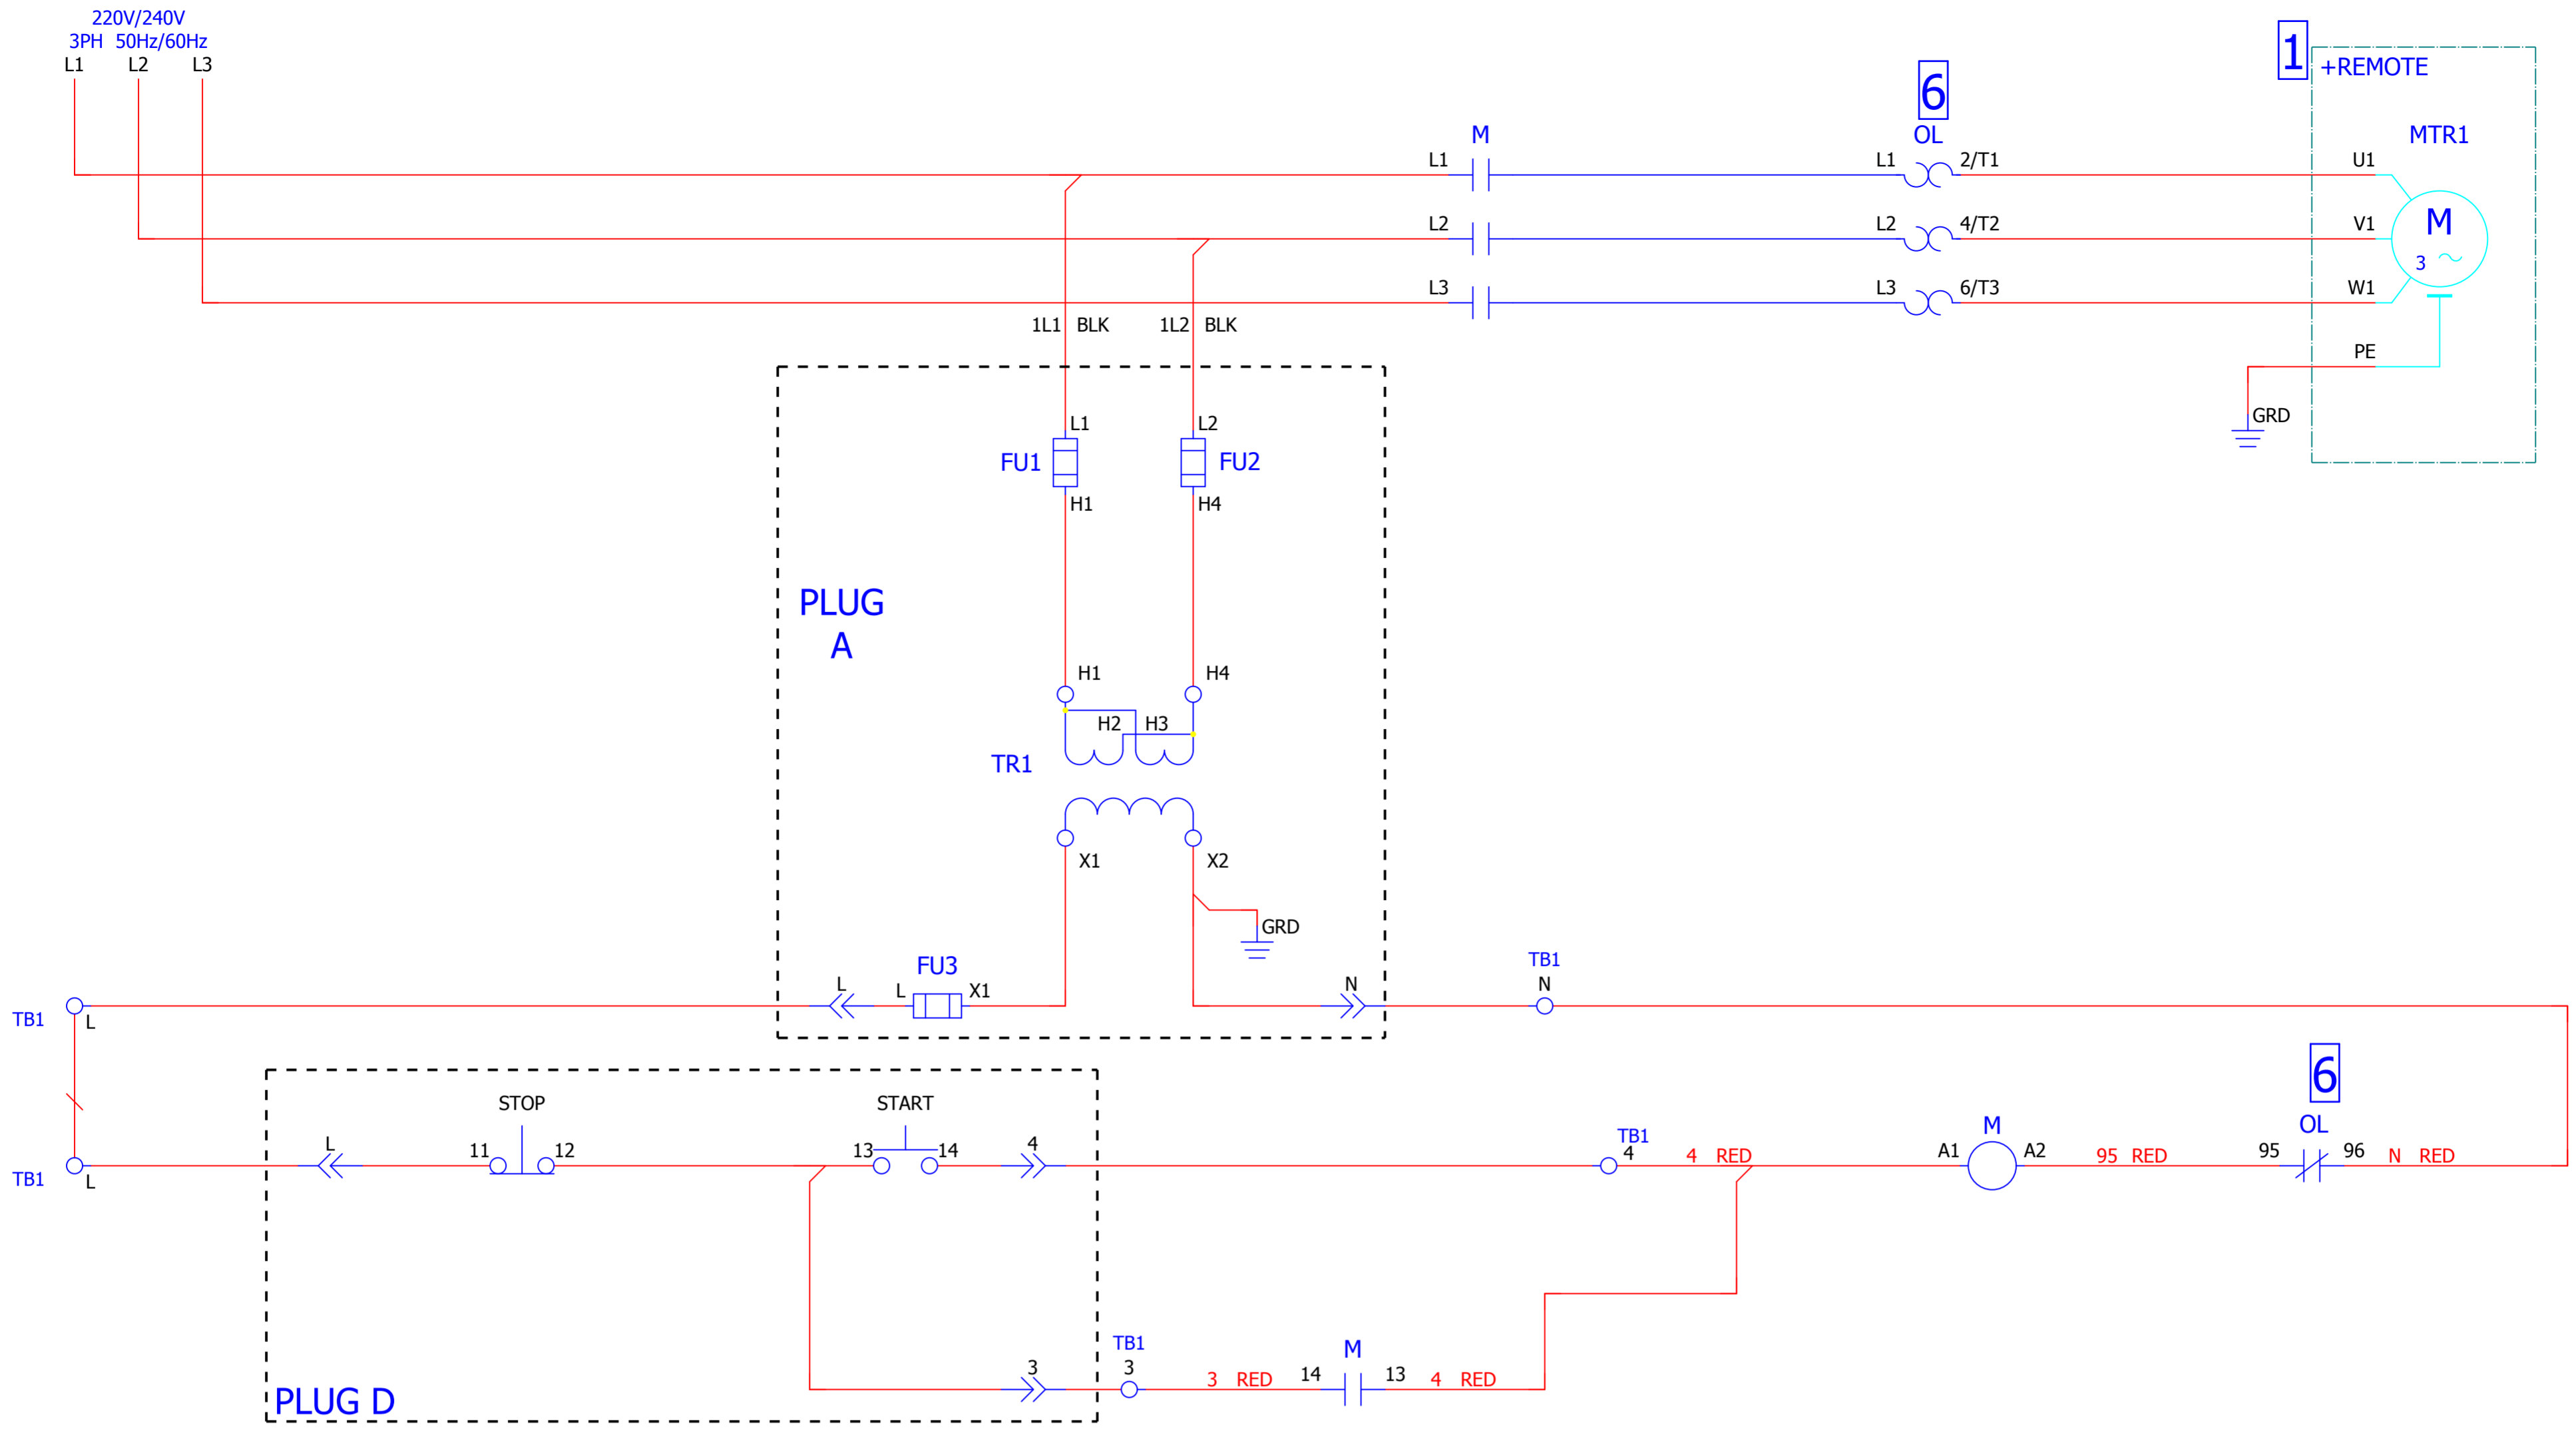 220V/240V
3PH 50Hz/60Hz
L1 L2 L3
1
+REMOTE
6
OL
M
MTR1
L1 L1 2/T1 U1
L2 L2 4/T2 V1
M
3
L3 L3 6/T3 W1
1L1 BLK 1L2 BLK
PE
GRD
L1 L2
FU1 FU2
H1 H4
PLUG
A
H1 H4
H2 H3
TR1
X1 X2
GRD
FU3
L L X1 N
TB1
N
TB1 L
6
STOP START
OL
M
TB1
L 11 12 13 14 4 4 4 RED A1 A2 95 RED 95 96 N RED
TB1 L
TB1
M
3 3 3 RED 14 13 4 RED
PLUG D